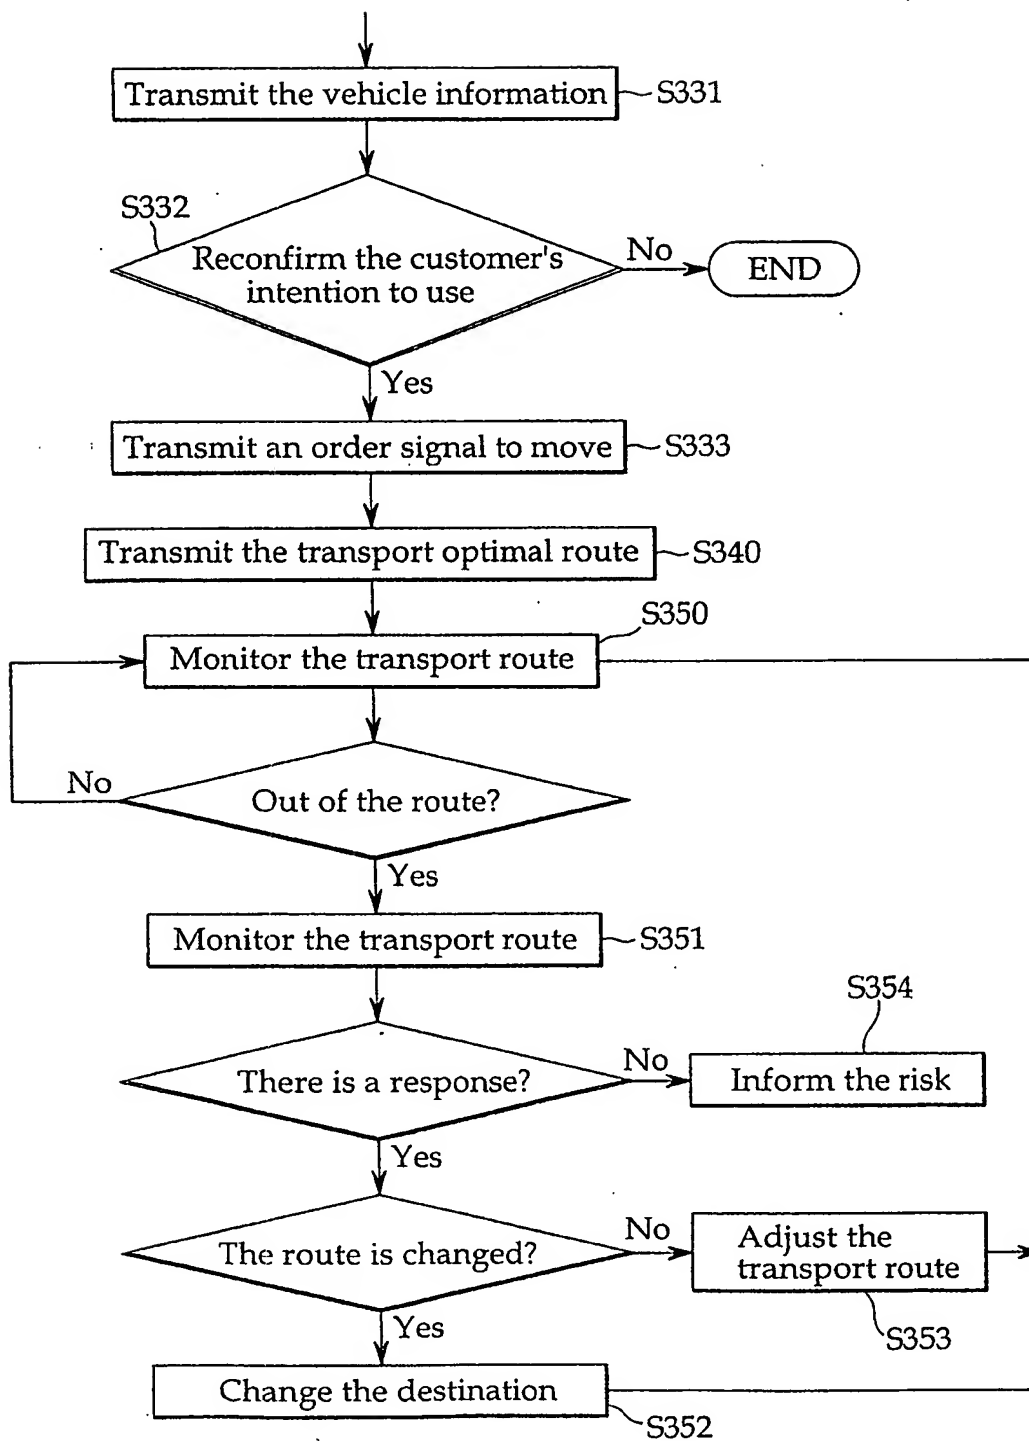 Transmit the vehicle information
S331
S332
Reconfirm the customer's
intention to use
No
END
Yes
Transmit an order signal to move
S333
Transmit the transport optimal route
S340
S350
Monitor the transport route
No
Out of the route?
Yes
Monitor the transport route
S351
S354
There is a response?
No
Inform the risk
Yes
The route is changed?
No
Adjust the
transport route
S353
Yes
Change the destination
S352